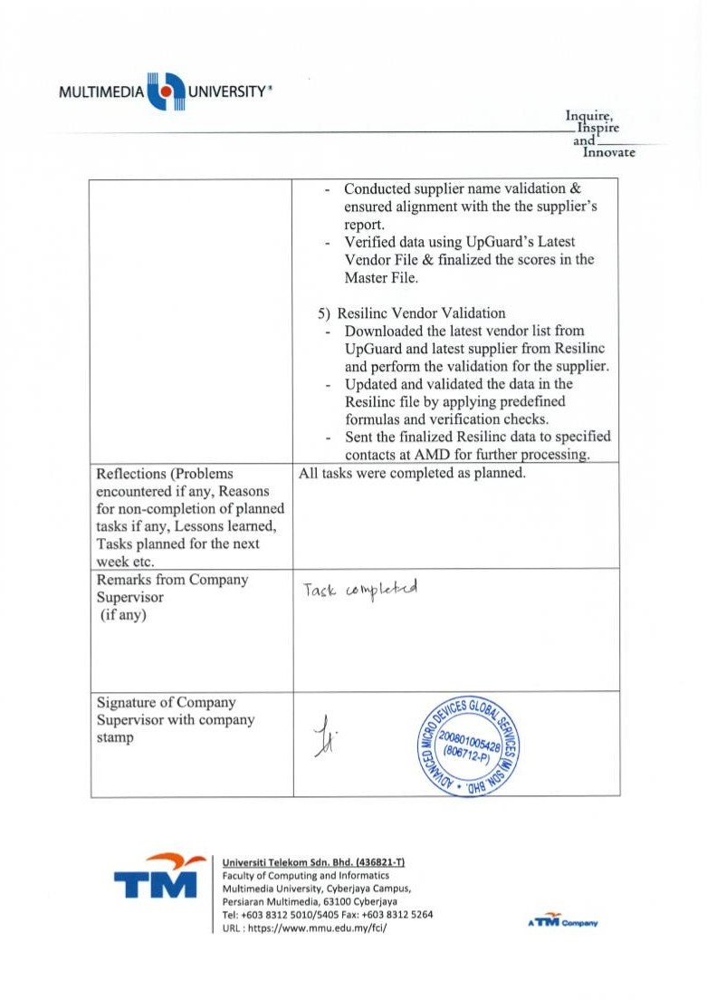 MULTIMEDIA UNIVERSITY
Inquire,
Inspire
and
Innovate
- Conducted supplier name validation &
ensured alignment with the the supplier's
report.
- Verified data using UpGuard's Latest
Vendor File & finalized the scores in the
Master File.
5) Resilinc Vendor Validation
- Downloaded the latest vendor list from
UpGuard and latest supplier from Resilinc
and perform the validation for the supplier.
- Updated and validated the data in the
Resilinc file by applying predefined
formulas and verification checks.
- Sent the finalized Resilinc data to specified
contacts at AMD for further processing.
Reflections (Problems
encountered if any, Reasons
for non-completion of planned
tasks if any, Lessons learned,
Tasks planned for the next
week etc.
All tasks were completed as planned.
Remarks from Company
Supervisor
(if any)
Task completed
Signature of Company
Supervisor with company
stamp
ADVANCED MICRO DEVICES GLOBAL SERVICES (M) SDN. BHD. *
200801005428
(806712-P)
TM
Universiti Telekom Sdn. Bhd. (436821-T)
Faculty of Computing and Informatics
Multimedia University, Cyberjaya Campus,
Persiaran Multimedia, 63100 Cyberjaya
Tel: +603 8312 5010/5405 Fax: +603 8312 5264
URL : https://www.mmu.edu.my/fci/
A TM Company